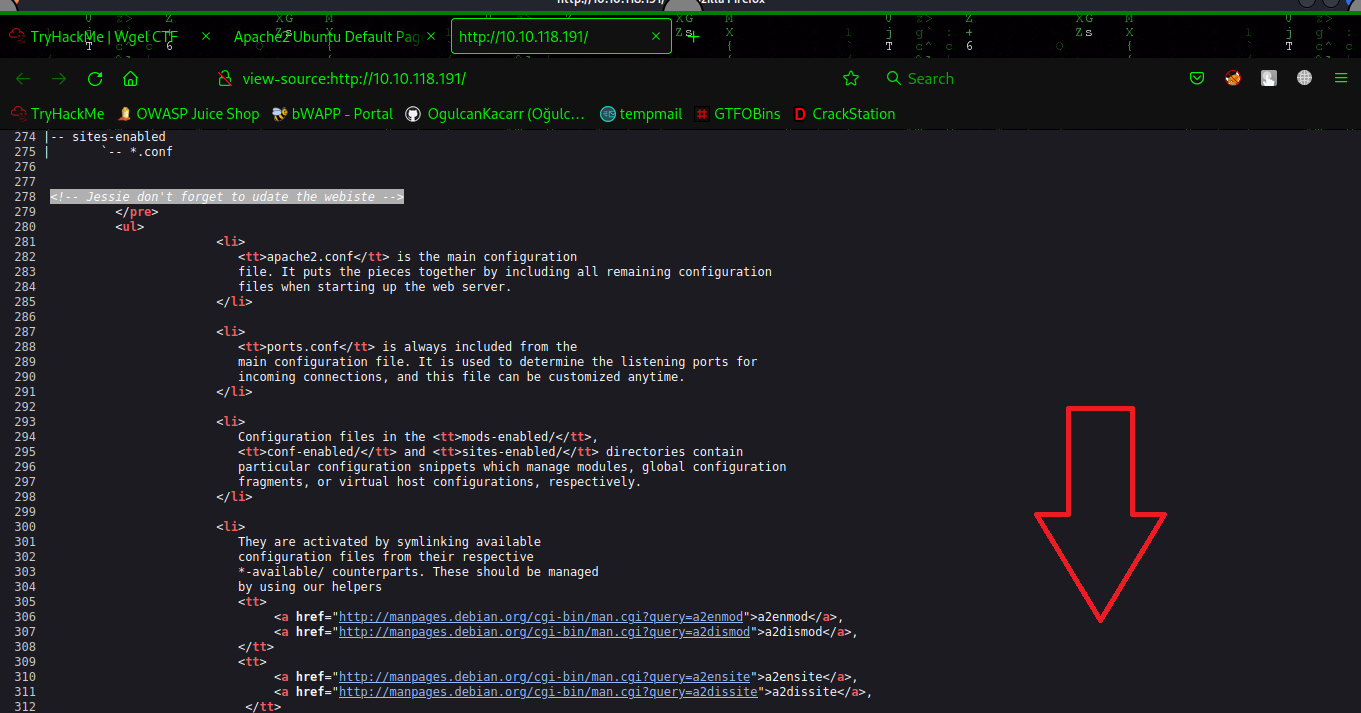 TryHackMe | Wgel CTF × Apache2 Ubuntu Default Pag × http://10.10.118.191/ ×
view-source:http://10.10.118.191/ Search
TryHackMe OWASP Juice Shop bWAPP - Portal OgulcanKacarr (Oğulc… tempmail GTFOBins CrackStation
274 |-- sites-enabled
275 | `-- *.conf
276
277
278 <!-- Jessie don't forget to udate the webiste -->
279 </pre>
280 <ul>
281 <li>
282 <tt>apache2.conf</tt> is the main configuration
283 file. It puts the pieces together by including all remaining configuration
284 files when starting up the web server.
285 </li>
286
287 <li>
288 <tt>ports.conf</tt> is always included from the
289 main configuration file. It is used to determine the listening ports for
290 incoming connections, and this file can be customized anytime.
291 </li>
292
293 <li>
294 Configuration files in the <tt>mods-enabled/</tt>,
295 <tt>conf-enabled/</tt> and <tt>sites-enabled/</tt> directories contain
296 particular configuration snippets which manage modules, global configuration
297 fragments, or virtual host configurations, respectively.
298 </li>
299
300 <li>
301 They are activated by symlinking available
302 configuration files from their respective
303 *-available/ counterparts. These should be managed
304 by using our helpers
305 <tt>
306 <a href="http://manpages.debian.org/cgi-bin/man.cgi?query=a2enmod">a2enmod</a>,
307 <a href="http://manpages.debian.org/cgi-bin/man.cgi?query=a2dismod">a2dismod</a>,
308 </tt>
309 <tt>
310 <a href="http://manpages.debian.org/cgi-bin/man.cgi?query=a2ensite">a2ensite</a>,
311 <a href="http://manpages.debian.org/cgi-bin/man.cgi?query=a2dissite">a2dissite</a>,
312 </tt>